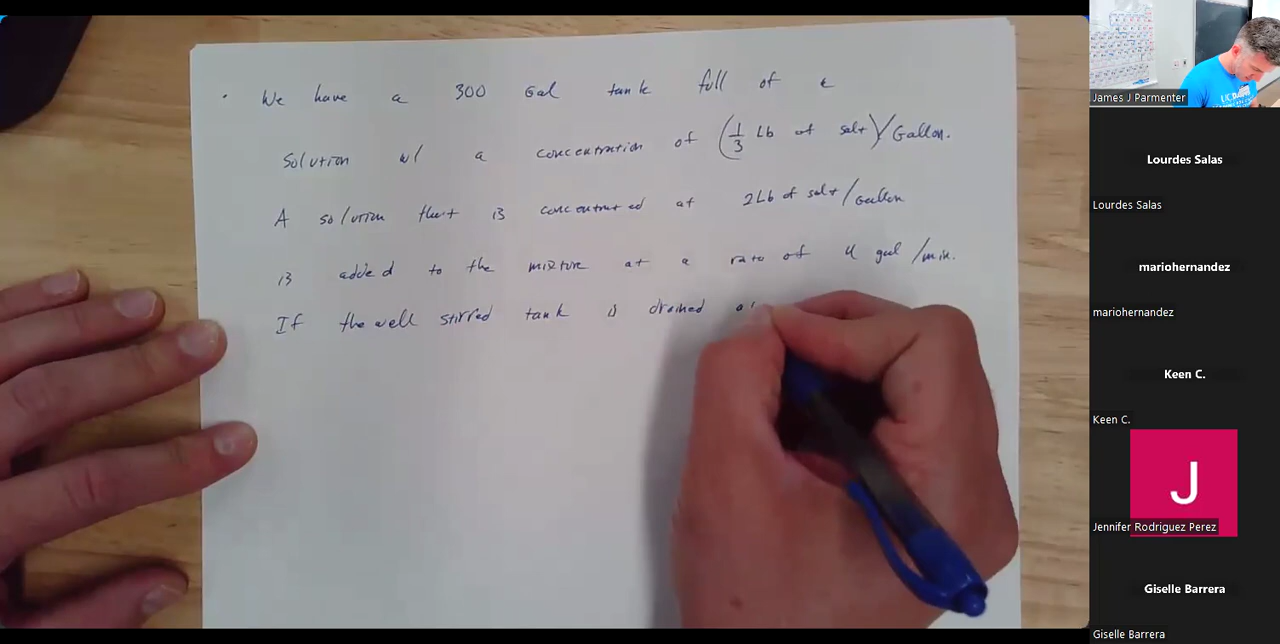 We have a 300 Gal tank full of a
solution w/ a concentration of (1/3 Lb of salt)/Gallon.
A solution that is concentrated at 2Lb of salt/Gallon
is added to the mixture at a rate of 4 gal/min.
If the well stirred tank is drained
James J Parmenter
Lourdes Salas
Lourdes Salas
mariohernandez
mariohernandez
Keen C.
Keen C.
J
Jennifer Rodriguez Perez
Giselle Barrera
Giselle Barrera